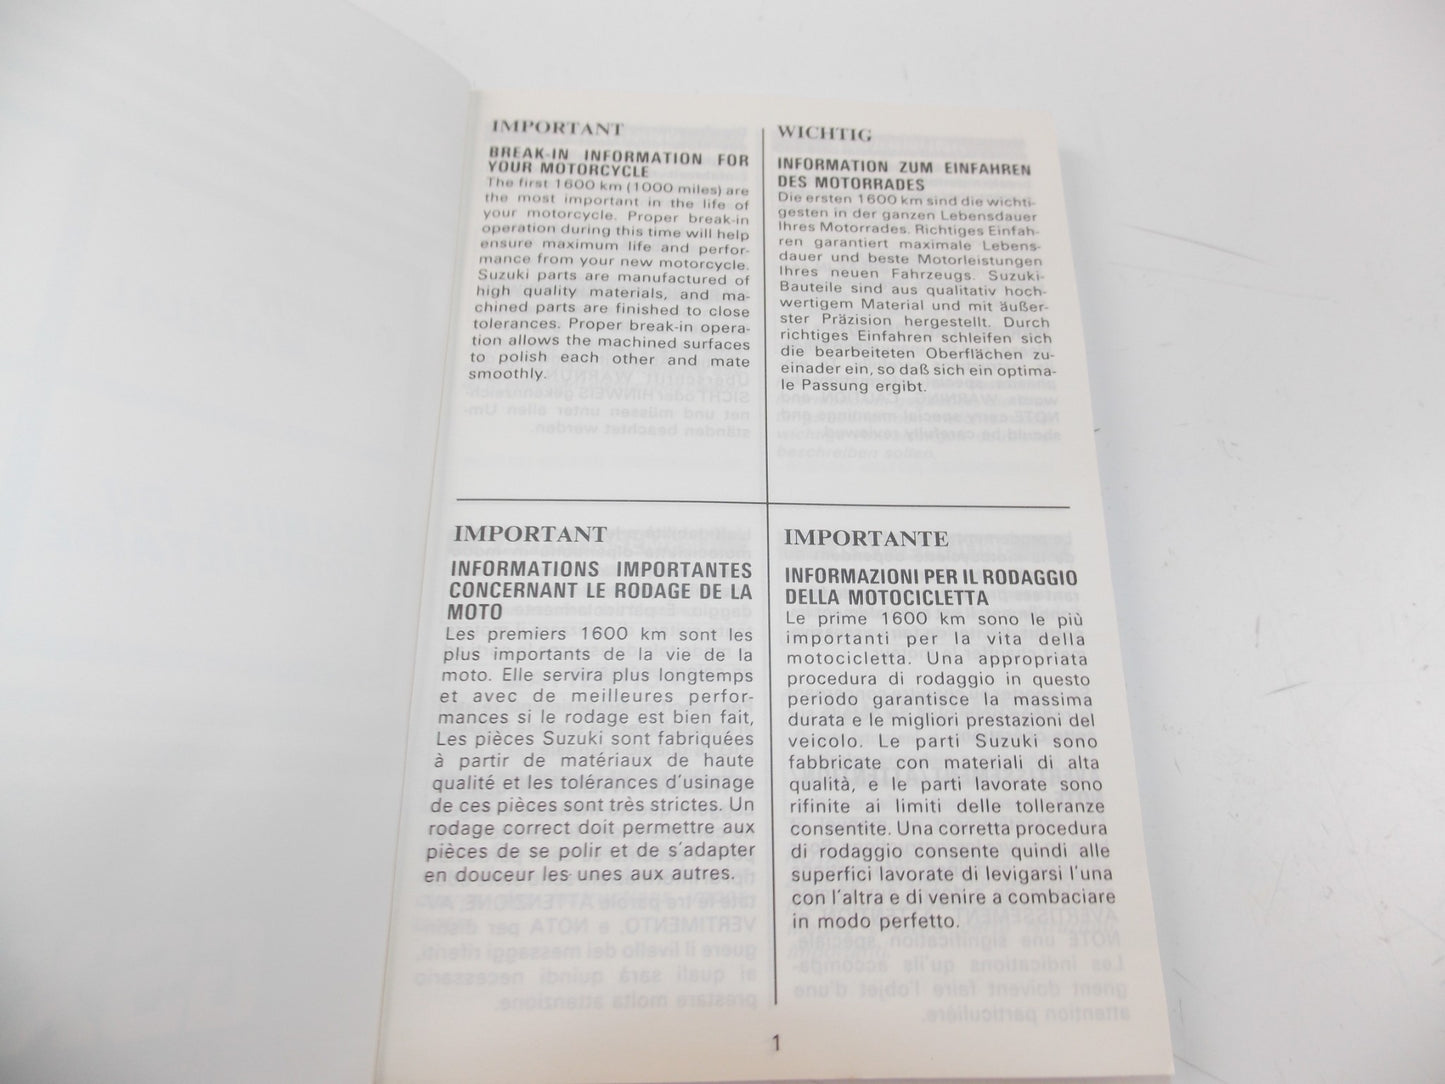 IMPORTANT
BREAK-IN INFORMATION FOR
YOUR MOTORCYCLE
The first 1600 km (1000 miles) are
the most important in the life of
your motorcycle. Proper break-in
operation during this time will help
ensure maximum life and perfor-
mance from your new motorcycle.
Suzuki parts are manufactured of
high quality materials, and ma-
chined parts are finished to close
tolerances. Proper break-in opera-
tion allows the machined surfaces
to polish each other and mate
smoothly.
WICHTIG
INFORMATION ZUM EINFAHREN
DES MOTORRADES
Die ersten 1600 km sind die wichti-
gesten in der ganzen Lebensdauer
Ihres Motorrades. Richtiges Einfah-
ren garantiert maximale Lebens-
dauer und beste Motorleistungen
Ihres neuen Fahrzeugs. Suzuki-
Bauteile sind aus qualitativ hoch-
wertigem Material und mit äußer-
ster Präzision hergestellt. Durch
richtiges Einfahren schleifen sich
die bearbeiteten Oberflächen zu-
einader ein, so daß sich ein optima-
le Passung ergibt.
IMPORTANT
INFORMATIONS IMPORTANTES
CONCERNANT LE RODAGE DE LA
MOTO
Les premiers 1600 km sont les
plus importants de la vie de la
moto. Elle servira plus longtemps
et avec de meilleures perfor-
mances si le rodage est bien fait,
Les pièces Suzuki sont fabriquées
à partir de matériaux de haute
qualité et les tolérances d'usinage
de ces pièces sont très strictes. Un
rodage correct doit permettre aux
pièces de se polir et de s'adapter
en douceur les unes aux autres.
IMPORTANTE
INFORMAZIONI PER IL RODAGGIO
DELLA MOTOCICLETTA
Le prime 1600 km sono le più
importanti per la vita della
motocicletta. Una appropriata
procedura di rodaggio in questo
periodo garantisce la massima
durata e le migliori prestazioni del
veicolo. Le parti Suzuki sono
fabbricate con materiali di alta
qualità, e le parti lavorate sono
rifinite ai limiti delle tolleranze
consentite. Una corretta procedura
di rodaggio consente quindi alle
superfici lavorate di levigarsi l'una
con l'altra e di venire a combaciare
in modo perfetto.
1